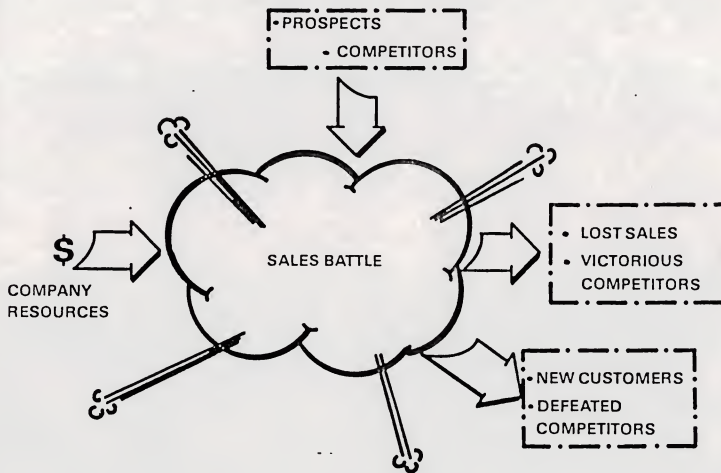 • PROSPECTS
• COMPETITORS
$
COMPANY
RESOURCES
SALES BATTLE
• LOST SALES
• VICTORIOUS
COMPETITORS
• NEW CUSTOMERS
• DEFEATED
COMPETITORS